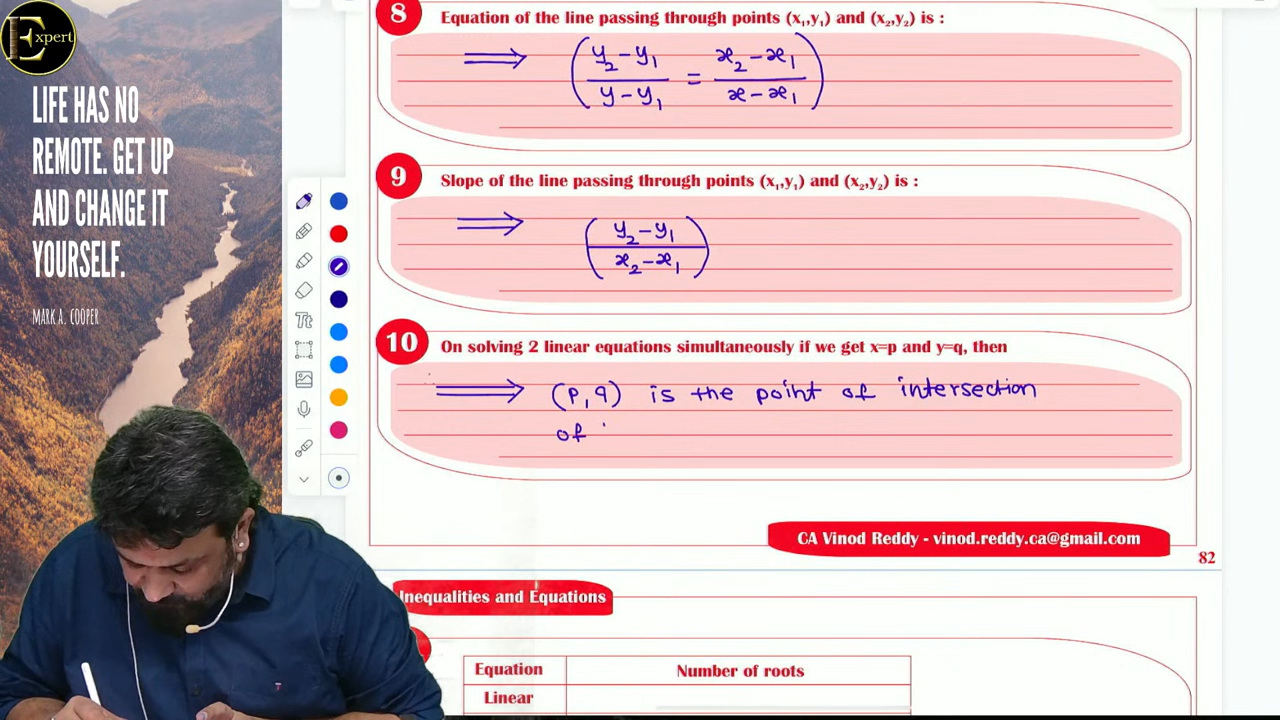 Expert
LIFE HAS NO
REMOTE. GET UP
AND CHANGE IT
YOURSELF.
MARK A. COOPER
8
Equation of the line passing through points (x₁,y₁) and (x₂,y₂) is :
⟹ (y₂-y₁/y-y₁ = x₂-x₁/x-x₁)
9
Slope of the line passing through points (x₁,y₁) and (x₂,y₂) is :
⟹ (y₂-y₁/x₂-x₁)
10
On solving 2 linear equations simultaneously if we get x=p and y=q, then
⟹ (p,q) is the point of intersection
of
CA Vinod Reddy - vinod.reddy.ca@gmail.com
82
Inequalities and Equations
Equation Number of roots
Linear
Tt